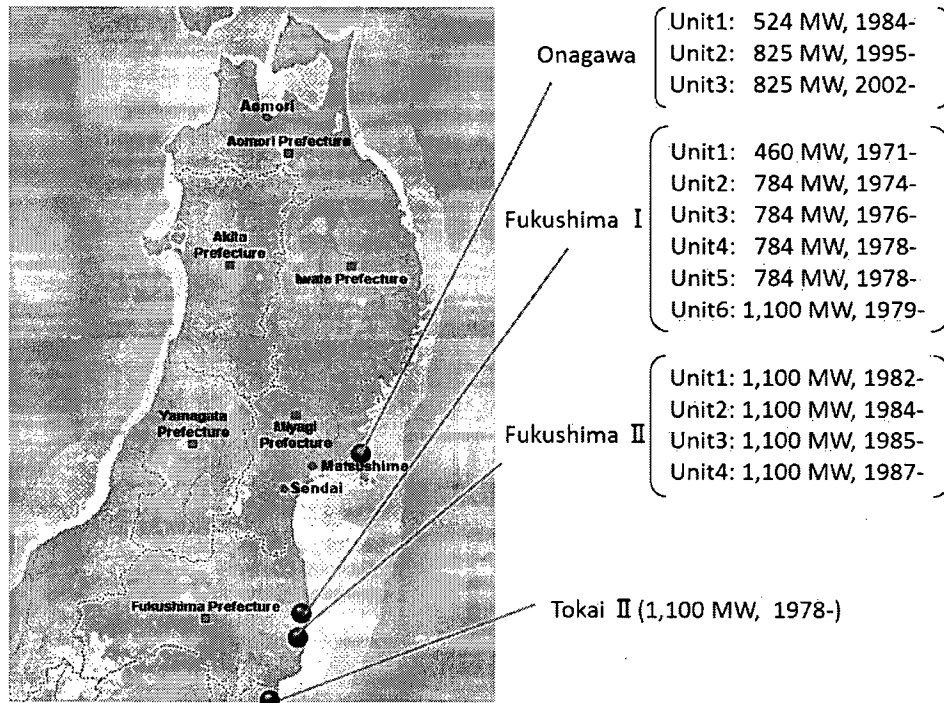 Aomori
Aomori Prefecture
Akita
Prefecture
Iwate Prefecture
Yamagata
Prefecture
Miyagi
Prefecture
Matsushima
Sendai
Fukushima Prefecture
Onagawa
Unit1: 524 MW, 1984-
Unit2: 825 MW, 1995-
Unit3: 825 MW, 2002-
Fukushima Ⅰ
Unit1: 460 MW, 1971-
Unit2: 784 MW, 1974-
Unit3: 784 MW, 1976-
Unit4: 784 MW, 1978-
Unit5: 784 MW, 1978-
Unit6: 1,100 MW, 1979-
Fukushima Ⅱ
Unit1: 1,100 MW, 1982-
Unit2: 1,100 MW, 1984-
Unit3: 1,100 MW, 1985-
Unit4: 1,100 MW, 1987-
Tokai Ⅱ (1,100 MW, 1978-)